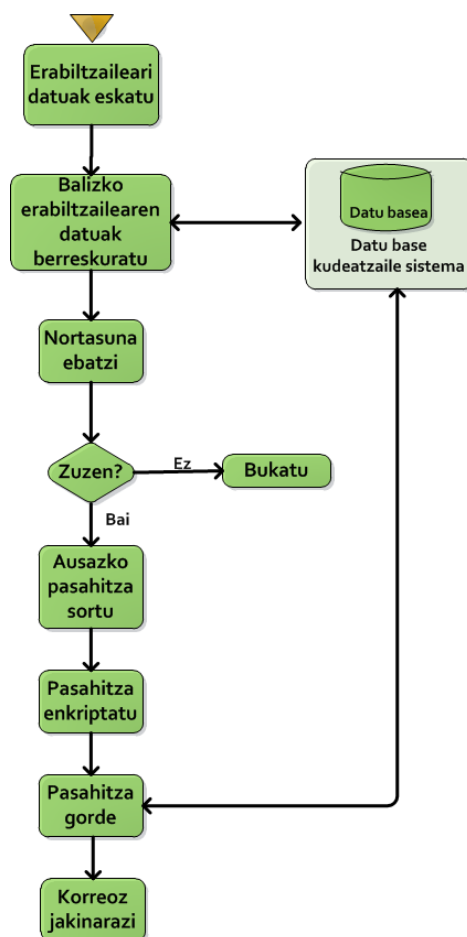 Erabiltzaileari
datuak eskatu
Balizko
erabiltzailearen
datuak
berreskuratu
Datu basea
Datu base
kudeatzaile sistema
Nortasuna
ebatzi
Zuzen?
Ez
Bukatu
Bai
Ausazko
pasahitza
sortu
Pasahitza
enkriptatu
Pasahitza
gorde
Korreoz
jakinarazi